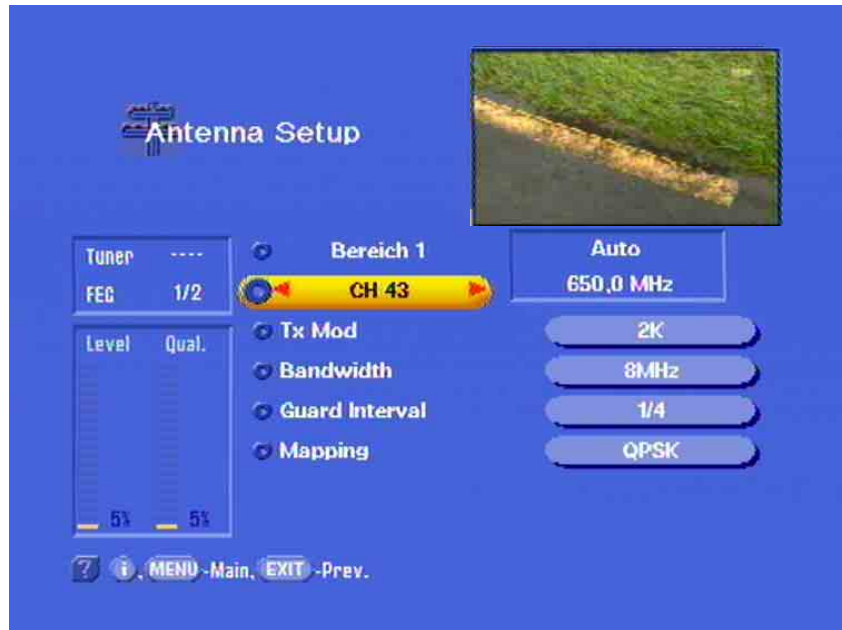 Antenna Setup
Tuner ----
FEC 1/2
Bereich 1
Auto
CH 43
650,0 MHz
Level Qual.
Tx Mod 2K
Bandwidth 8MHz
Guard Interval 1/4
Mapping QPSK
5% 5%
? i, MENU-Main, EXIT-Prev.